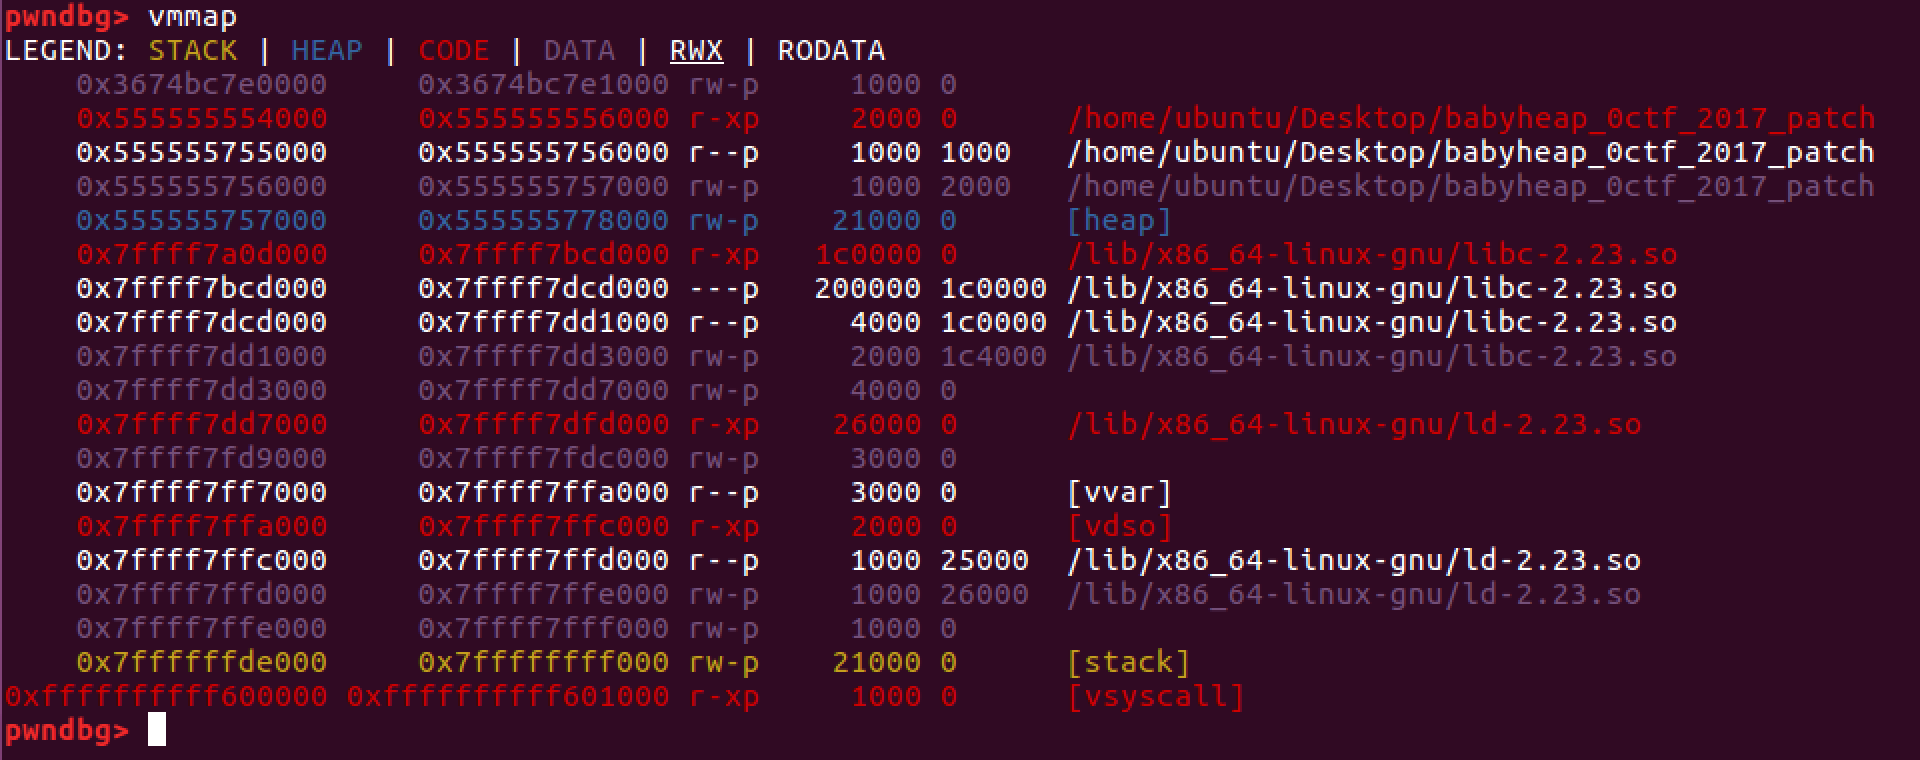 pwndbg> vmmap
LEGEND: STACK | HEAP | CODE | DATA | RWX | RODATA
0x3674bc7e0000 0x3674bc7e1000 rw-p 1000 0
0x555555554000 0x555555556000 r-xp 2000 0 /home/ubuntu/Desktop/babyheap_0ctf_2017_patch
0x555555755000 0x555555756000 r--p 1000 1000 /home/ubuntu/Desktop/babyheap_0ctf_2017_patch
0x555555756000 0x555555757000 rw-p 1000 2000 /home/ubuntu/Desktop/babyheap_0ctf_2017_patch
0x555555757000 0x555555778000 rw-p 21000 0 [heap]
0x7ffff7a0d000 0x7ffff7bcd000 r-xp 1c0000 0 /lib/x86_64-linux-gnu/libc-2.23.so
0x7ffff7bcd000 0x7ffff7dcd000 ---p 200000 1c0000 /lib/x86_64-linux-gnu/libc-2.23.so
0x7ffff7dcd000 0x7ffff7dd1000 r--p 4000 1c0000 /lib/x86_64-linux-gnu/libc-2.23.so
0x7ffff7dd1000 0x7ffff7dd3000 rw-p 2000 1c4000 /lib/x86_64-linux-gnu/libc-2.23.so
0x7ffff7dd3000 0x7ffff7dd7000 rw-p 4000 0
0x7ffff7dd7000 0x7ffff7dfd000 r-xp 26000 0 /lib/x86_64-linux-gnu/ld-2.23.so
0x7ffff7fd9000 0x7ffff7fdc000 rw-p 3000 0
0x7ffff7ff7000 0x7ffff7ffa000 r--p 3000 0 [vvar]
0x7ffff7ffa000 0x7ffff7ffc000 r-xp 2000 0 [vdso]
0x7ffff7ffc000 0x7ffff7ffd000 r--p 1000 25000 /lib/x86_64-linux-gnu/ld-2.23.so
0x7ffff7ffd000 0x7ffff7ffe000 rw-p 1000 26000 /lib/x86_64-linux-gnu/ld-2.23.so
0x7ffff7ffe000 0x7ffff7fff000 rw-p 1000 0
0x7ffffffde000 0x7ffffffff000 rw-p 21000 0 [stack]
0xffffffffff600000 0xffffffffff601000 r-xp 1000 0 [vsyscall]
pwndbg>